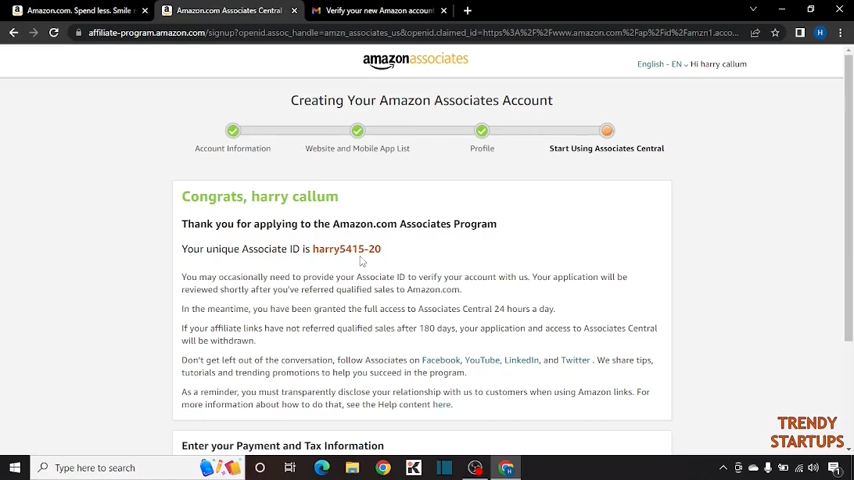 Amazon.com. Spend less. Smile
Amazon.com Associates Central
Verify your new Amazon account
affiliate-program.amazon.com/signup?openid.assoc_handle=amzn_associates_us&openid.claimed_id=https%3A%2F%2Fwww.amazon.com%2Fap%2Fid%2Famzn1.acco...
amazonassociates
English - EN Hi harry callum
Creating Your Amazon Associates Account
Account Information Website and Mobile App List Profile Start Using Associates Central
Congrats, harry callum
Thank you for applying to the Amazon.com Associates Program
Your unique Associate ID is harry5415-20
You may occasionally need to provide your Associate ID to verify your account with us. Your application will be
reviewed shortly after you've referred qualified sales to Amazon.com.
In the meantime, you have been granted the full access to Associates Central 24 hours a day.
If your affiliate links have not referred qualified sales after 180 days, your application and access to Associates Central
will be withdrawn.
Don't get left out of the conversation, follow Associates on Facebook, YouTube, LinkedIn, and Twitter . We share tips,
tutorials and trending promotions to help you succeed in the program.
As a reminder, you must transparently disclose your relationship with us to customers when using Amazon links. For
more information about how to do that, see the Help content here.
Enter your Payment and Tax Information
TRENDY
STARTUPS
Type here to search